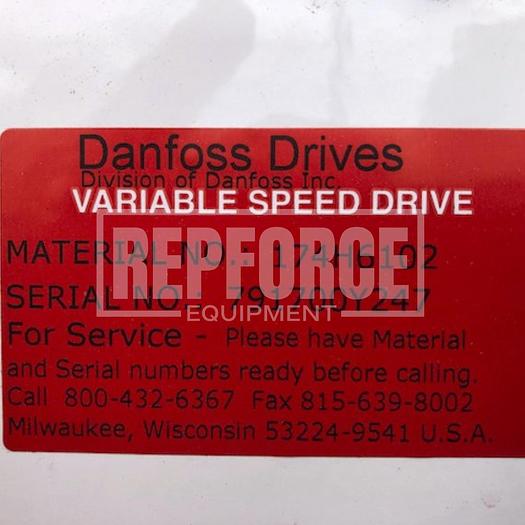 Danfoss Drives
Division of Danfoss Inc.
VARIABLE SPEED DRIVE
MATERIAL NO.: 174H6102
SERIAL NO.: 791700Y247
REPFORCE
EQUIPMENT
For Service - Please have Material
and Serial numbers ready before calling.
Call 800-432-6367 Fax 815-639-8002
Milwaukee, Wisconsin 53224-9541 U.S.A.